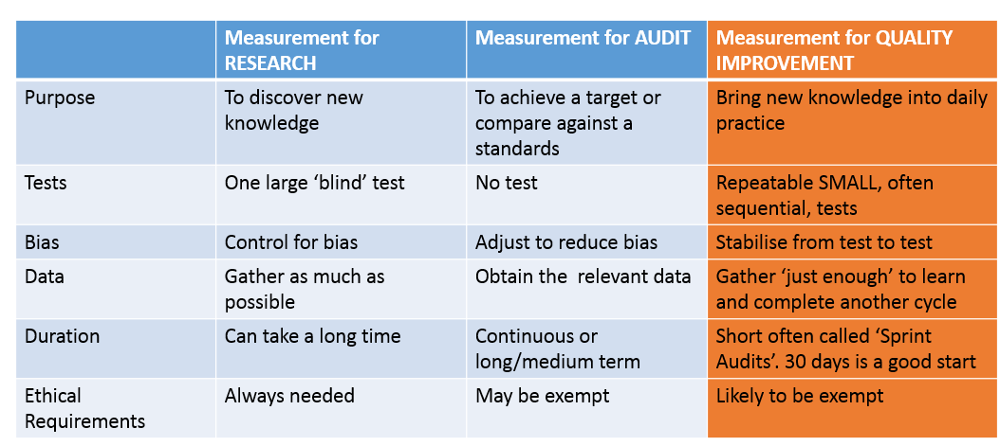 Measurement for RESEARCH
Measurement for AUDIT
Measurement for QUALITY IMPROVEMENT
Purpose
To discover new knowledge
To achieve a target or compare against a standards
Bring new knowledge into daily practice
Tests
One large ‘blind’ test
No test
Repeatable SMALL, often sequential, tests
Bias
Control for bias
Adjust to reduce bias
Stabilise from test to test
Data
Gather as much as possible
Obtain the  relevant data
Gather ‘just enough’ to learn and complete another cycle
Duration
Can take a long time
Continuous or long/medium term
Short often called ‘Sprint Audits’. 30 days is a good start
Ethical Requirements
Always needed
May be exempt
Likely to be exempt